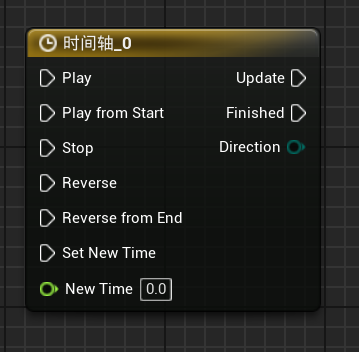 时间轴_0
Play Update
Play from Start Finished
Stop Direction
Reverse
Reverse from End
Set New Time
New Time 0.0